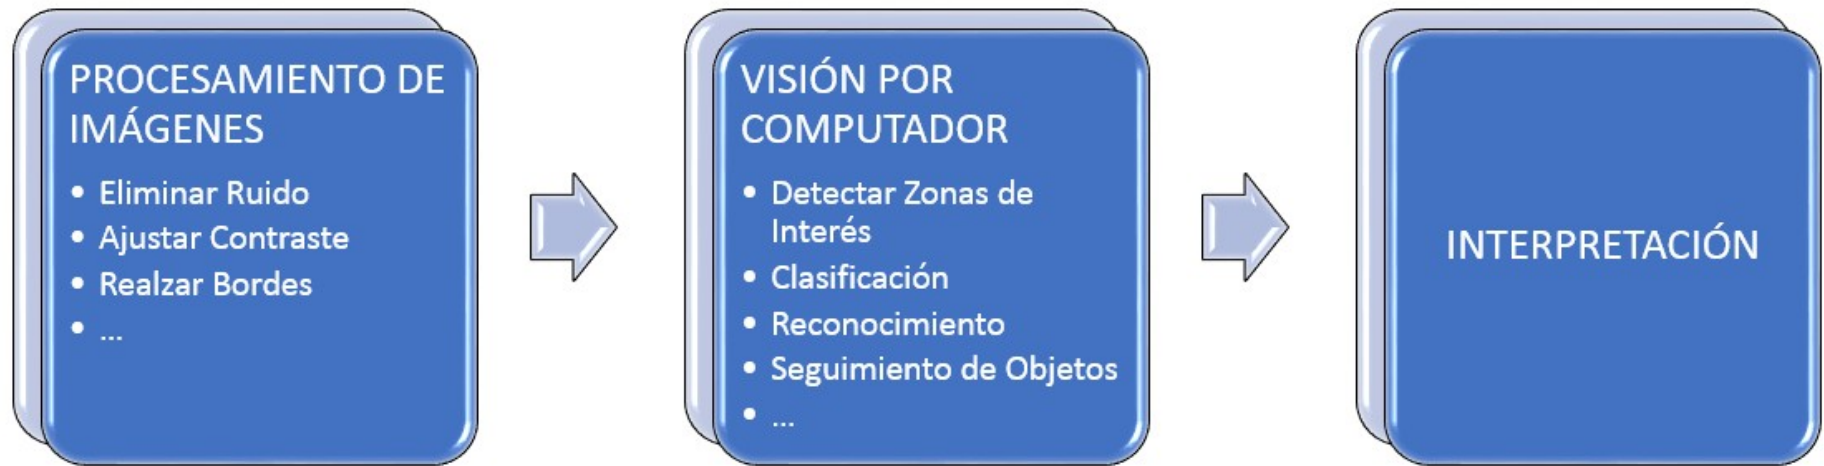 PROCESAMIENTO DE
IMÁGENES
• Eliminar Ruido
• Ajustar Contraste
• Realzar Bordes
• ...
VISIÓN POR
COMPUTADOR
• Detectar Zonas de
Interés
• Clasificación
• Reconocimiento
• Seguimiento de Objetos
• ...
INTERPRETACIÓN